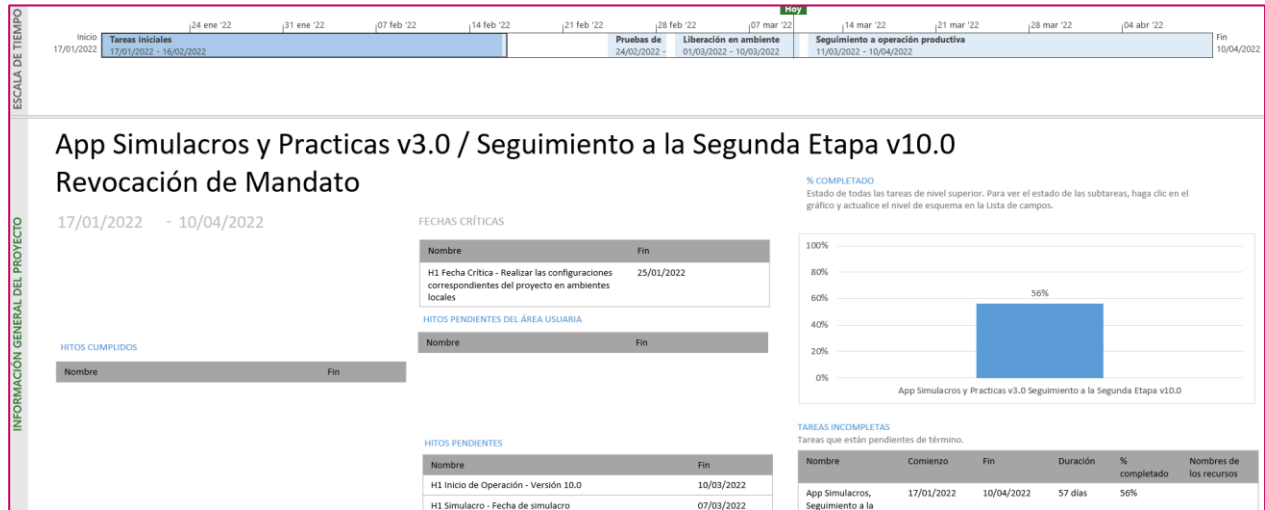 ESCALA DE TIEMPO
Hoy
24 ene '22 31 ene '22 07 feb '22 14 feb '22 21 feb '22 28 feb '22 07 mar '22 14 mar '22 21 mar '22 28 mar '22 04 abr '22
Inicio
17/01/2022
Tareas iniciales
17/01/2022 - 16/02/2022
Pruebas de
24/02/2022 -
Liberación en ambiente
01/03/2022 - 10/03/2022
Seguimiento a operación productiva
11/03/2022 - 10/04/2022
Fin
10/04/2022
INFORMACIÓN GENERAL DEL PROYECTO
App Simulacros y Practicas v3.0 / Seguimiento a la Segunda Etapa v10.0
Revocación de Mandato
17/01/2022 - 10/04/2022
HITOS CUMPLIDOS
Nombre Fin
FECHAS CRÍTICAS
Nombre Fin
H1 Fecha Crítica - Realizar las configuraciones 25/01/2022
correspondientes del proyecto en ambientes
locales
HITOS PENDIENTES DEL ÁREA USUARIA
Nombre Fin
HITOS PENDIENTES
Nombre Fin
H1 Inicio de Operación - Versión 10.0 10/03/2022
H1 Simulacro - Fecha de simulacro 07/03/2022
% COMPLETADO
Estado de todas las tareas de nivel superior. Para ver el estado de las subtareas, haga clic en el
gráfico y actualice el nivel de esquema en la Lista de campos.
100%
80%
60%
40%
20%
0%
56%
App Simulacros y Practicas v3.0 Seguimiento a la Segunda Etapa v10.0
TAREAS INCOMPLETAS
Tareas que están pendientes de término.
Nombre Comienzo Fin Duración % completado Nombres de los recursos
App Simulacros, 17/01/2022 10/04/2022 57 días 56%
Seguimiento a la